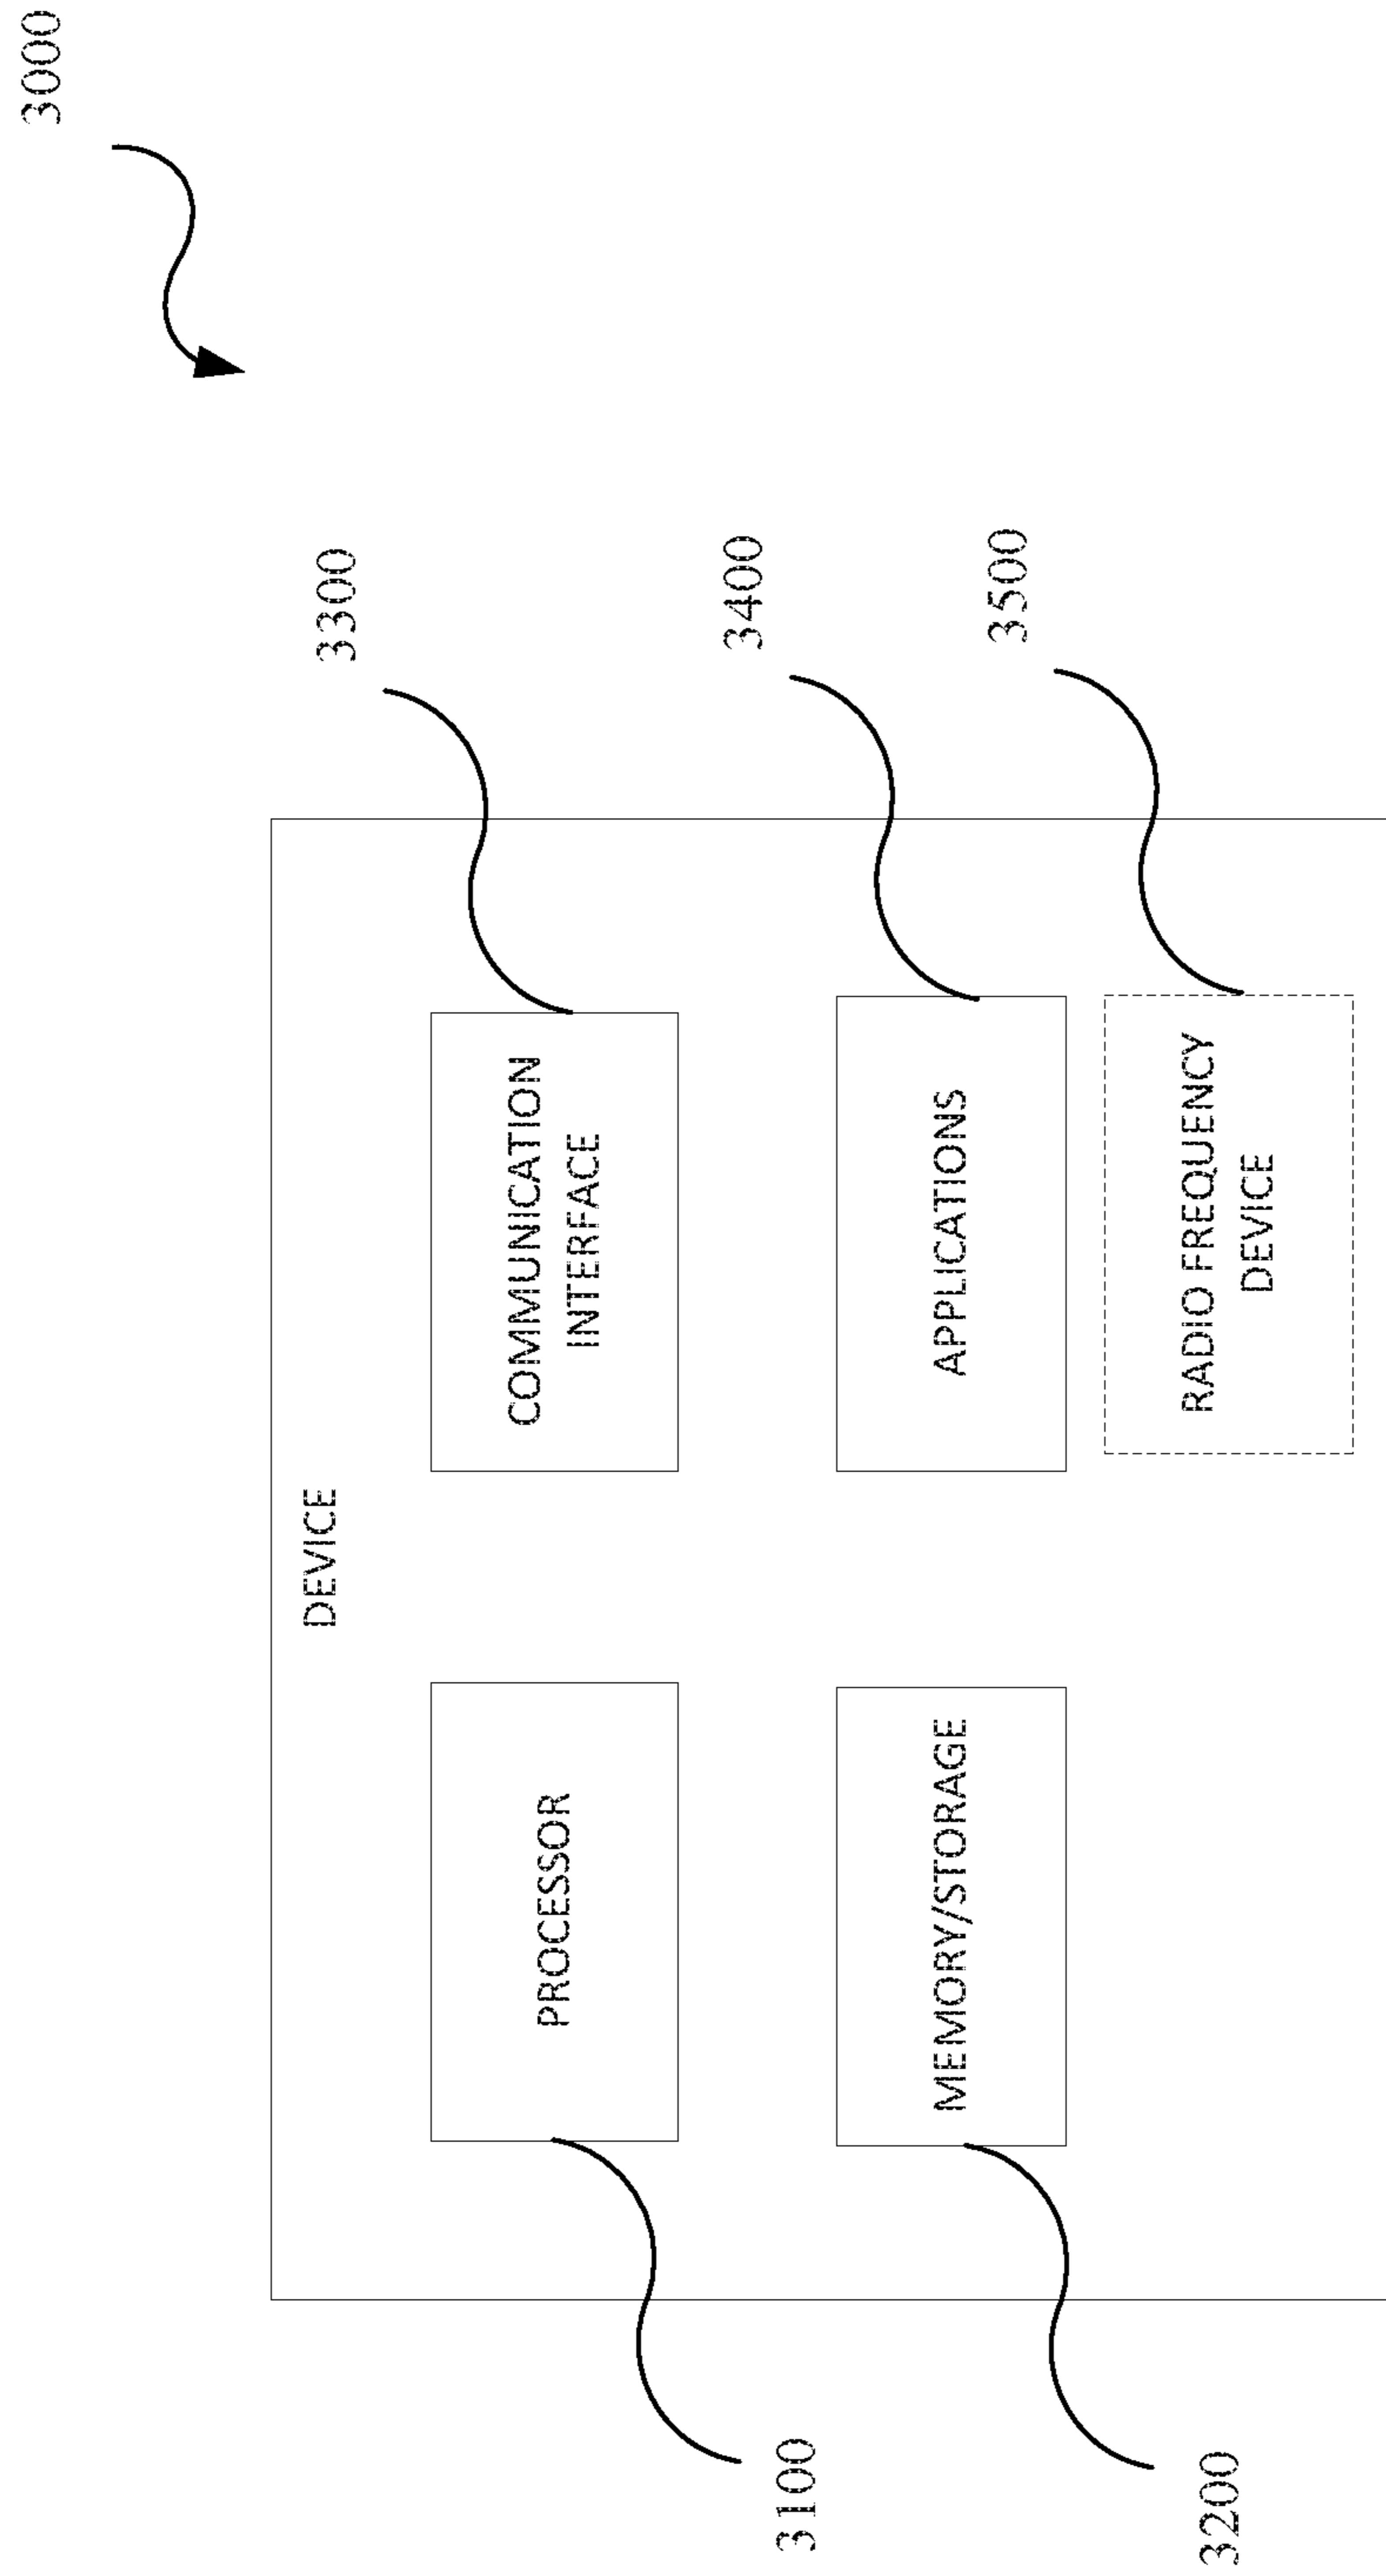 3000
DEVICE
3300
PROCESSOR
COMMUNICATION
INTERFACE
3100
3400
MEMORY/STORAGE
APPLICATIONS
3500
3200
RADIO FREQUENCY
DEVICE